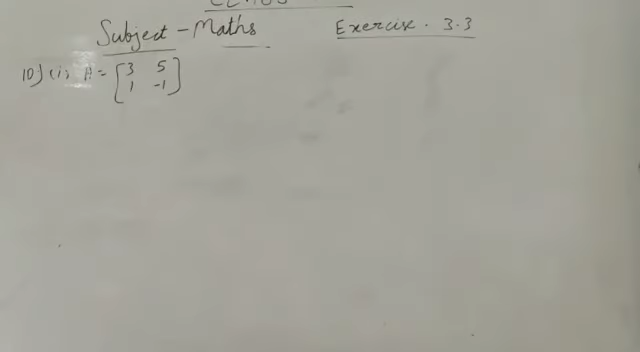 Subject - Maths Exercise. 3.3
10) (i) A = [3 5
1 -1]